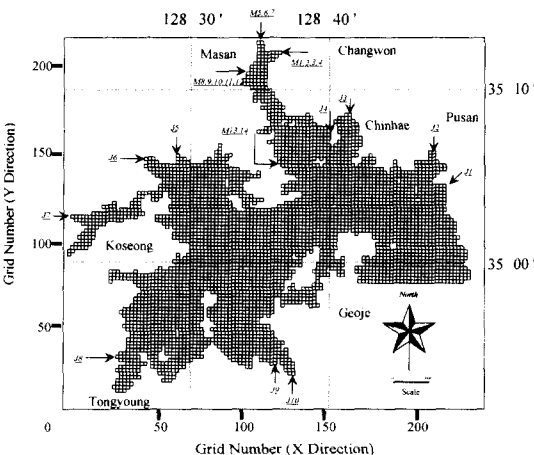 128 30' 128 40'
M5,6,7
Masan Changwon
M1,2,3,4
200
M8,9,10,11,12
35 10'
J4 J3
Chinhae Pusan
J5 M13,14 J2
150
J6 J1
J7
Koseong
100
35 00'
North
50
Geoje
J8
J9
J10
Scale
Tongyoung
0 50 100 150 200
Grid Number (X Direction)
Grid Number (Y Direction)